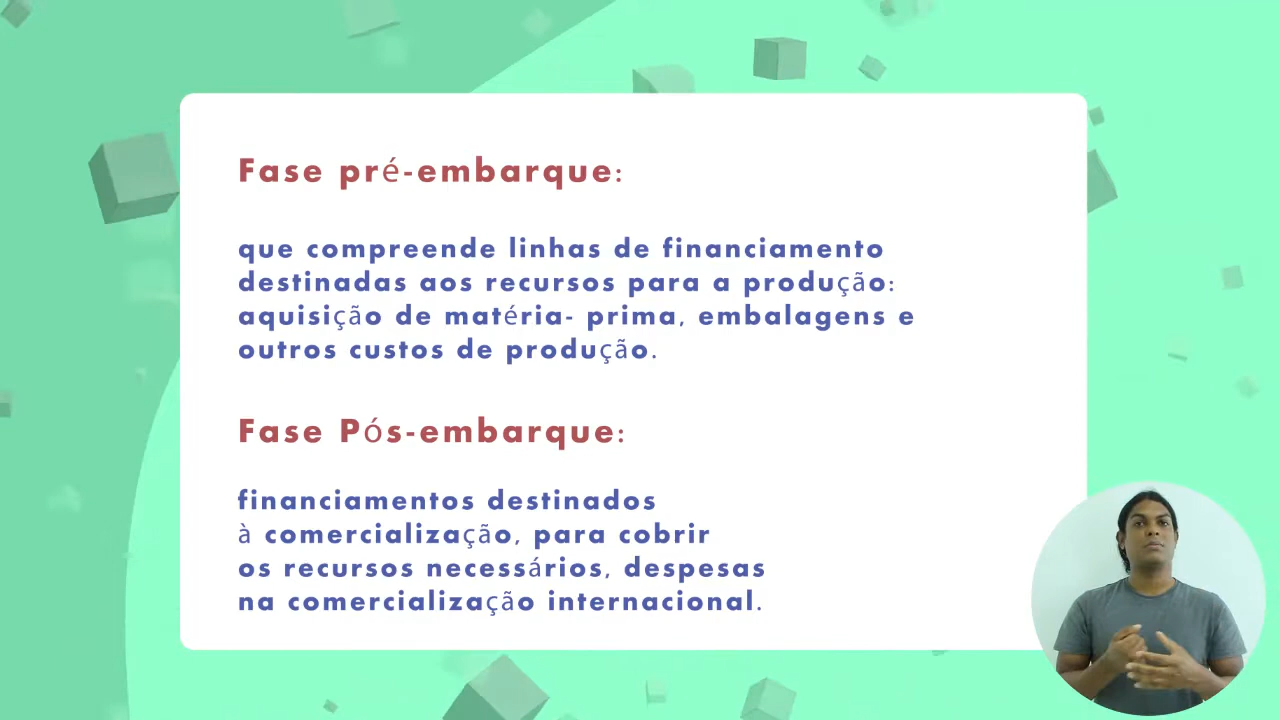 Fase pré-embarque:
que compreende linhas de financiamento
destinadas aos recursos para a produção:
aquisição de matéria- prima, embalagens e
outros custos de produção.
Fase Pós-embarque:
financiamentos destinados
à comercialização, para cobrir
os recursos necessários, despesas
na comercialização internacional.